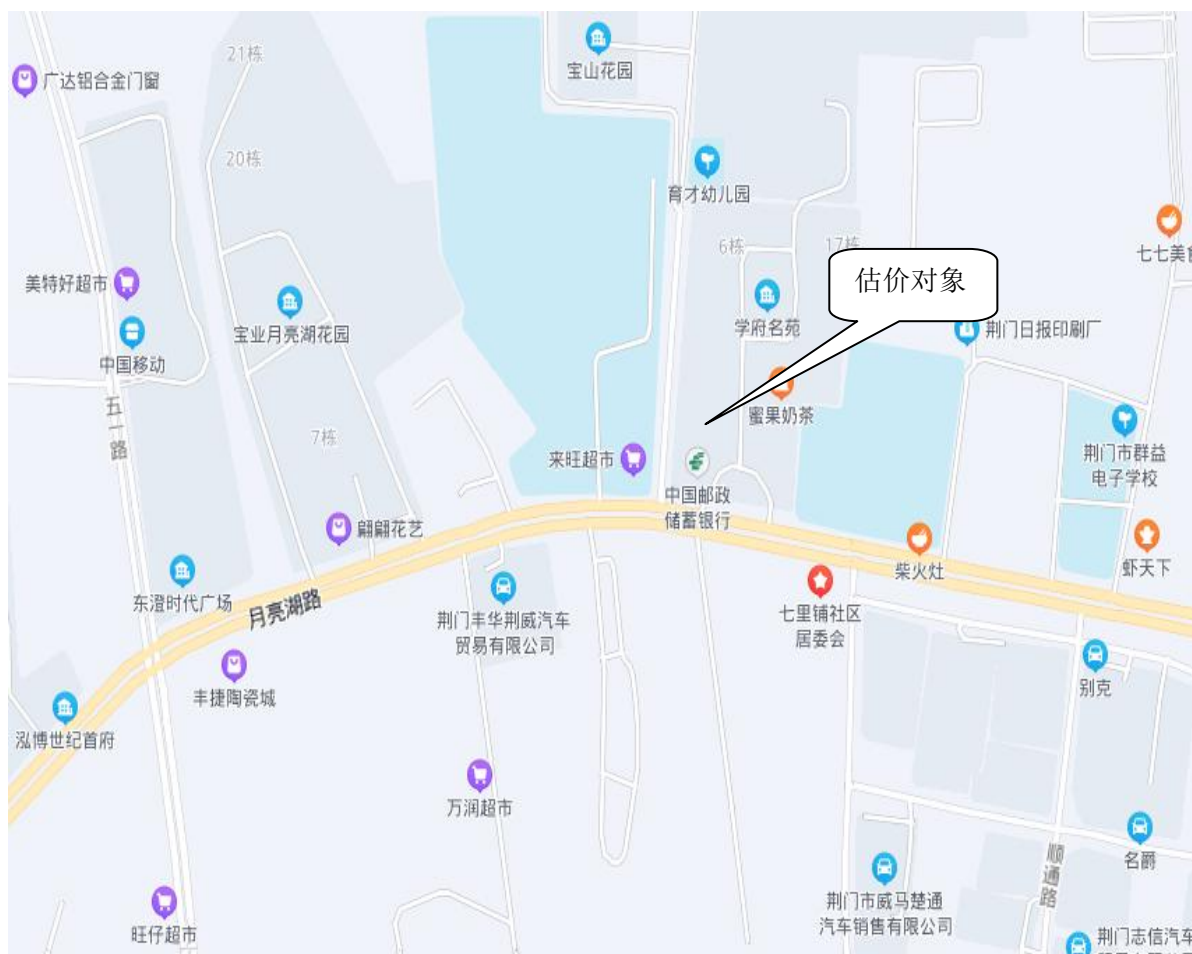 21栋
宝山花园
广达铝合金门窗
20栋
育才幼儿园
6栋
17栋
七七美食
估价对象
美特好超市
宝业月亮湖花园
学府名苑
荆门日报印刷厂
中国移动
五一路
蜜果奶茶
7栋
来旺超市
荆门市群益
电子学校
中国邮政
储蓄银行
翩翩花艺
柴火灶
虾天下
东澄时代广场
月亮湖路
荆门丰华荆威汽车
贸易有限公司
七里铺社区
居委会
丰捷陶瓷城
别克
泓博世纪首府
万润超市
名爵
顺通路
荆门市威马楚通
汽车销售有限公司
旺仔超市
荆门志信汽车